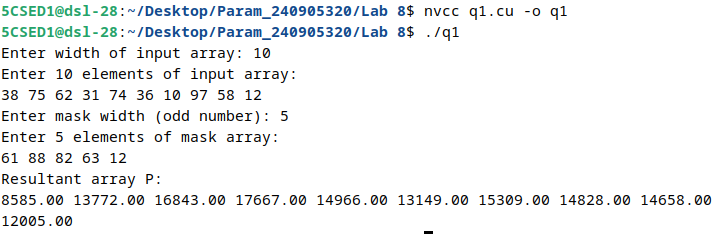 5CSED1@dsl-28:~/Desktop/Param_240905320/Lab 8$ nvcc q1.cu -o q1
5CSED1@dsl-28:~/Desktop/Param_240905320/Lab 8$ ./q1
Enter width of input array: 10
Enter 10 elements of input array:
38 75 62 31 74 36 10 97 58 12
Enter mask width (odd number): 5
Enter 5 elements of mask array:
61 88 82 63 12
Resultant array P:
8585.00 13772.00 16843.00 17667.00 14966.00 13149.00 15309.00 14828.00 14658.00
12005.00